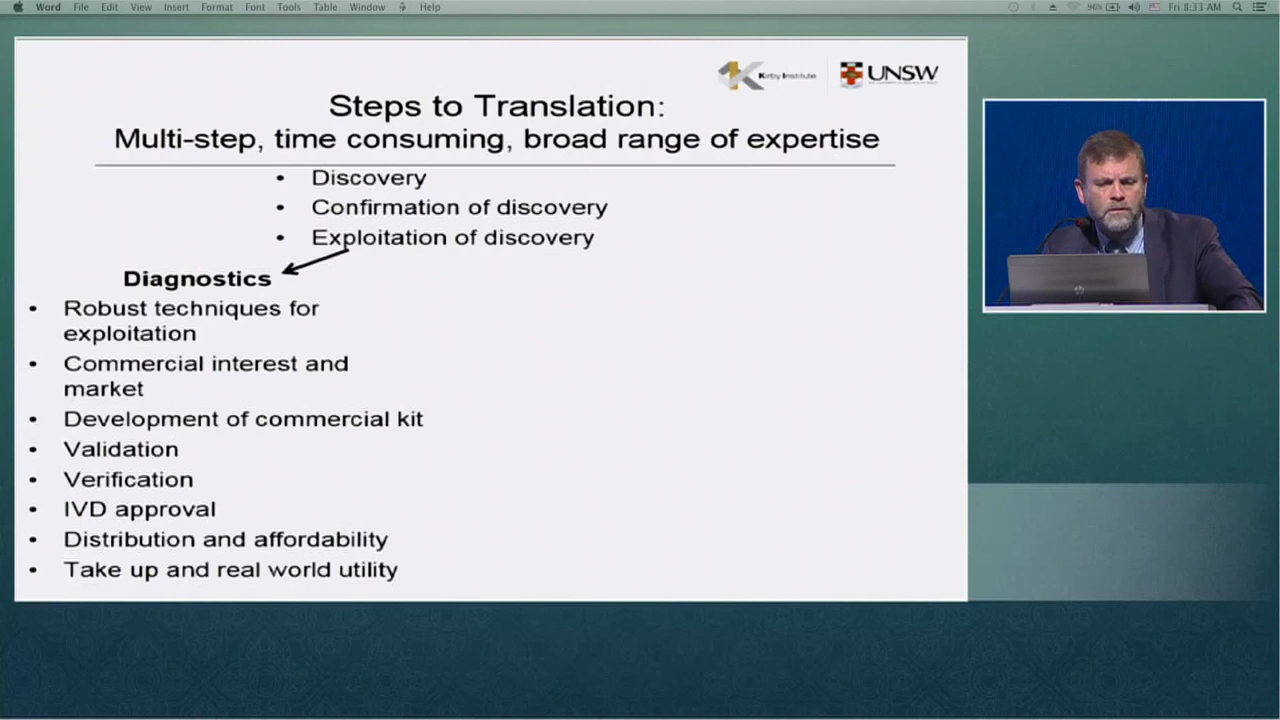 Word File Edit View Insert Format Font Tools Table Window Help 96% Fri 8:33 AM
Kirby Institute UNSW
Steps to Translation:
Multi-step, time consuming, broad range of expertise
• Discovery
• Confirmation of discovery
• Exploitation of discovery
Diagnostics
• Robust techniques for
exploitation
• Commercial interest and
market
• Development of commercial kit
• Validation
• Verification
• IVD approval
• Distribution and affordability
• Take up and real world utility